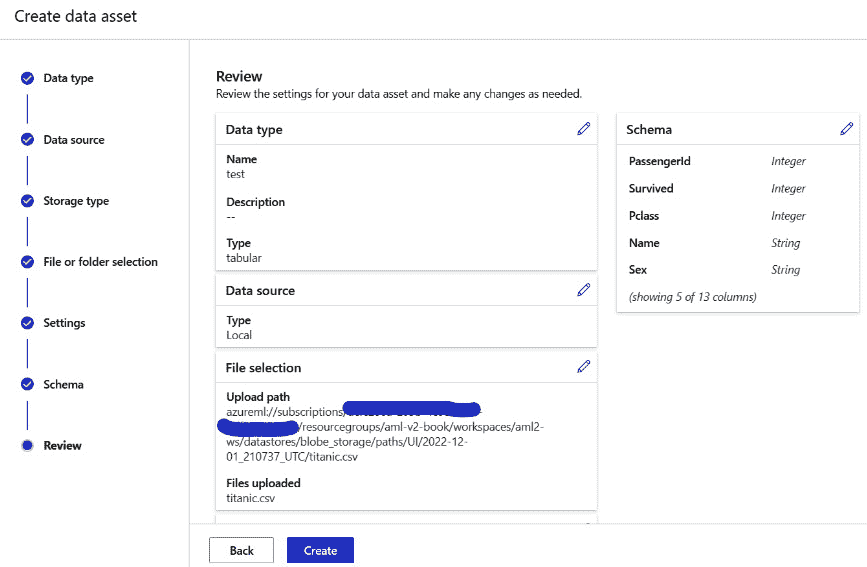 Create data asset
Data type
Data source
Storage type
File or folder selection
Settings
Schema
Review
Review
Review the settings for your data asset and make any changes as needed.
Data type
Name
test
Description
--
Type
tabular
Data source
Type
Local
File selection
Upload path
azureml://subscriptions/
/resourcegroups/aml-v2-book/workspaces/aml2-
ws/datastores/blobe_storage/paths/UI/2022-12-
01_210737_UTC/titanic.csv
Files uploaded
titanic.csv
Schema
PassengerId Integer
Survived Integer
Pclass Integer
Name String
Sex String
(showing 5 of 13 columns)
Back Create